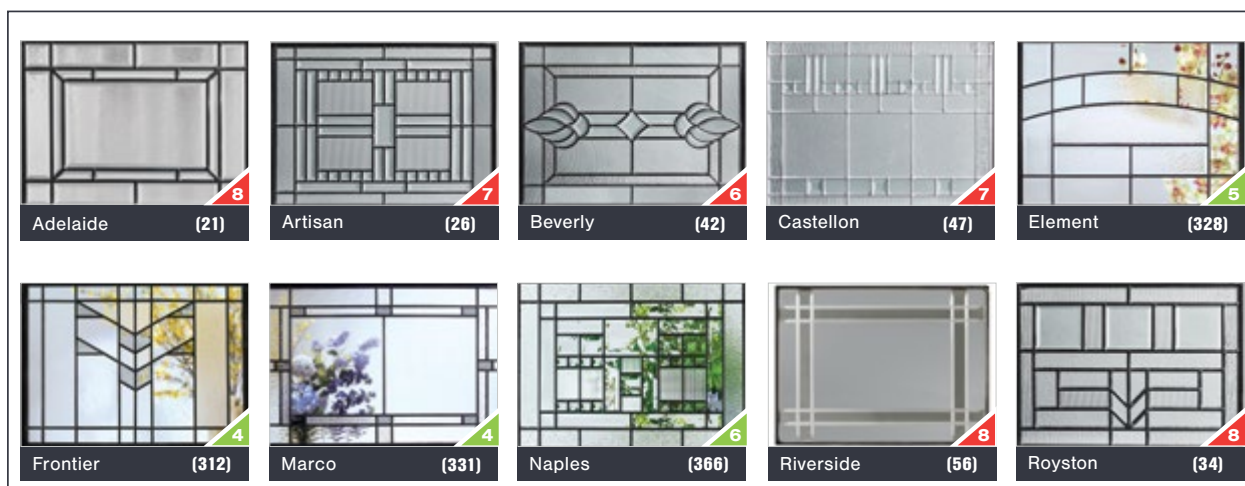 8
Adelaide (21)
7
Artisan (26)
6
Beverly (42)
7
Castellon (47)
5
Element (328)
4
Frontier (312)
4
Marco (331)
6
Naples (366)
8
Riverside (56)
8
Royston (34)